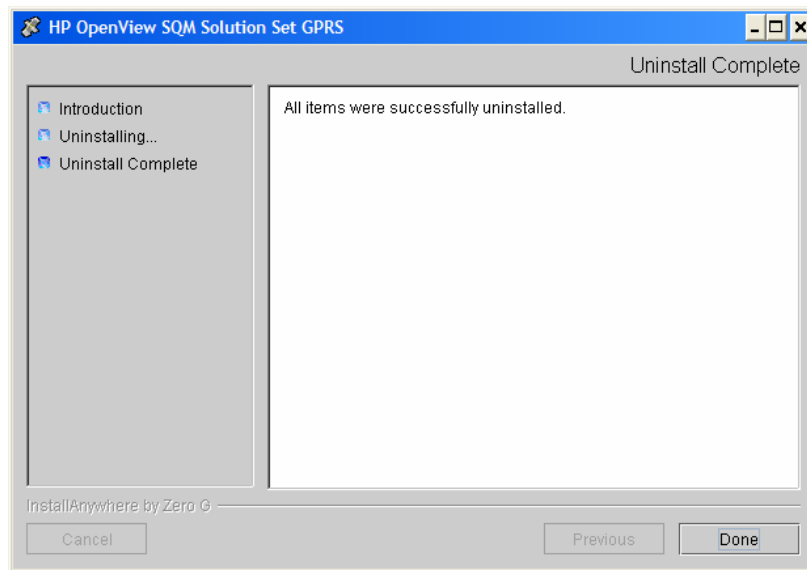 HP OpenView SQM Solution Set GPRS
Uninstall Complete
Introduction
Uninstalling...
Uninstall Complete
All items were successfully uninstalled.
InstallAnywhere by Zero G
Cancel
Previous
Done